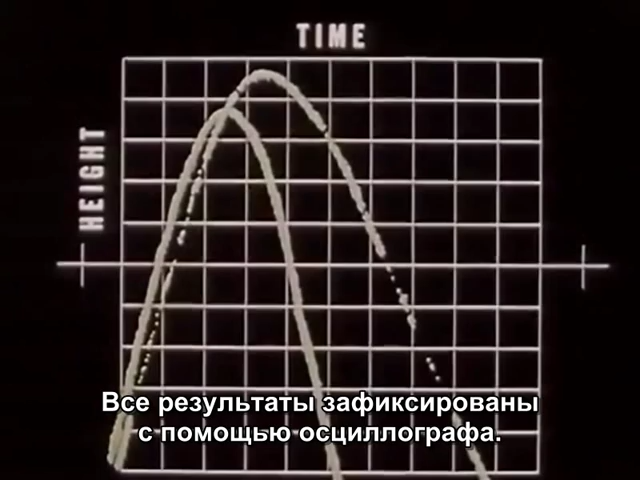 TIME
HEIGHT
Все результаты зафиксированы
с помощью осциллографа.